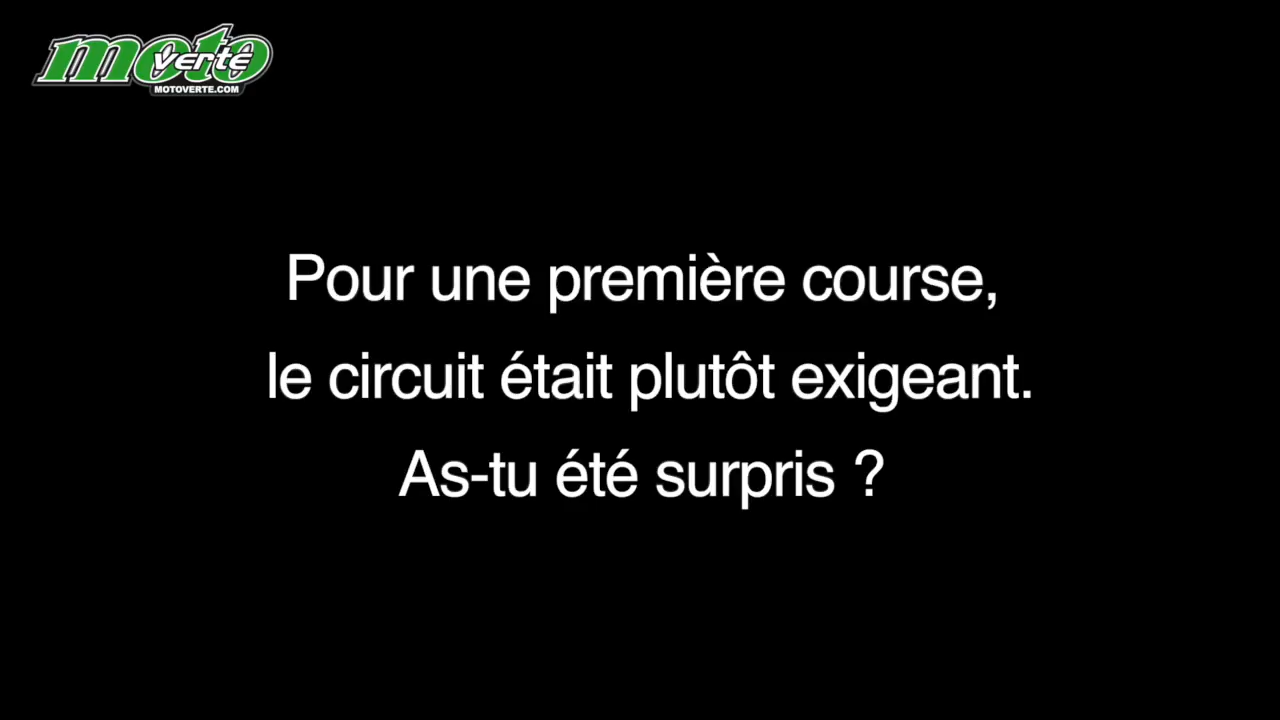 moto
verte
MOTOVERTE.COM
Pour une première course,
le circuit était plutôt exigeant.
As-tu été surpris ?